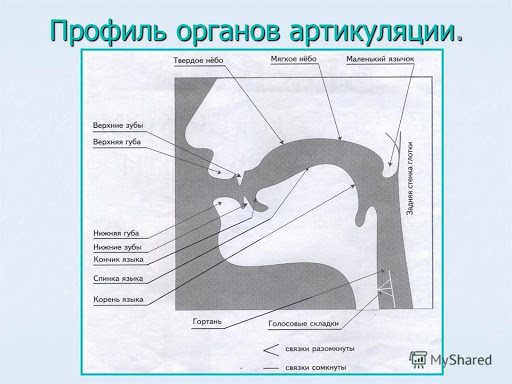 Профиль органов артикуляции.
Твердое нёбо
Мягкое нёбо
Маленький язычок
Верхние зубы
Верхняя губа
Задняя стенка глотки
Нижняя губа
Нижние зубы
Кончик языка
Спинка языка
Корень языка
Гортань
Голосовые складки
связки разомкнуты
связки сомкнуты
MyShared